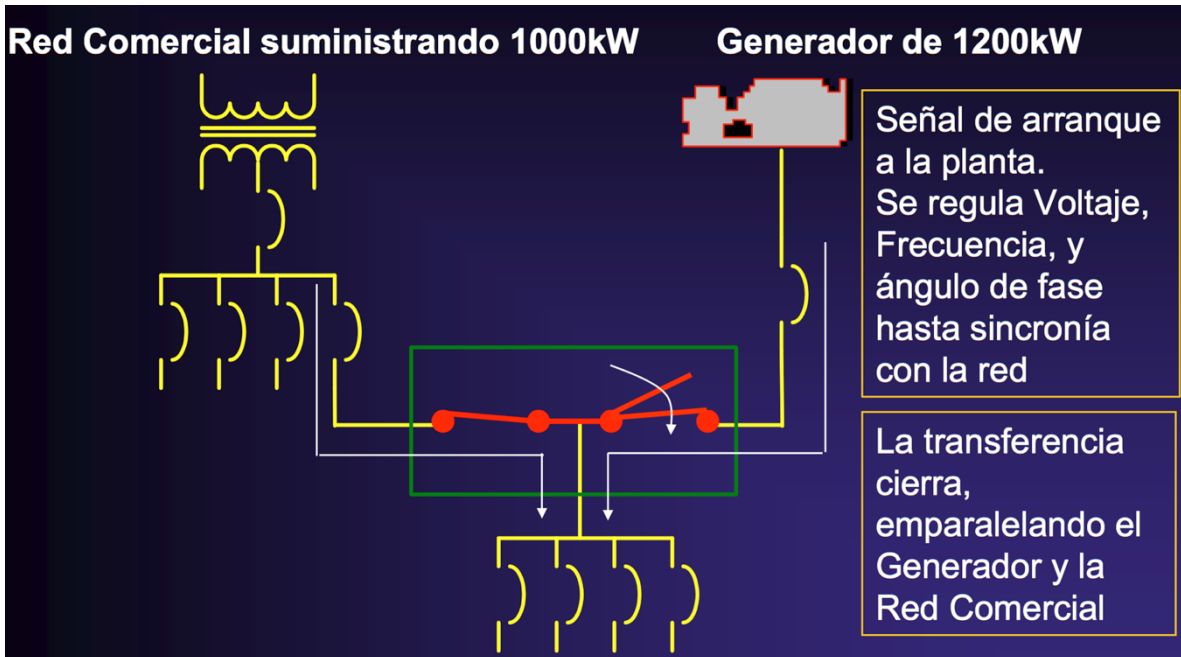 Red Comercial suministrando 1000kW
Generador de 1200kW
Señal de arranque
a la planta.
Se regula Voltaje,
Frecuencia, y
ángulo de fase
hasta sincronía
con la red
La transferencia
cierra,
emparalelando el
Generador y la
Red Comercial